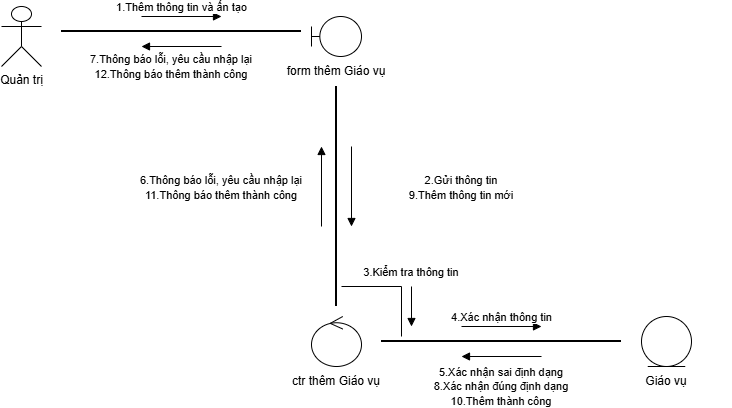 1.Thêm thông tin và ấn tạo
7.Thông báo lỗi, yêu cầu nhập lại
12.Thông báo thêm thành công
Quản trị
form thêm Giáo vụ
6.Thông báo lỗi, yêu cầu nhập lại
11.Thông báo thêm thành công
2.Gửi thông tin
9.Thêm thông tin mới
3.Kiểm tra thông tin
4.Xác nhận thông tin
5.Xác nhận sai định dạng
8.Xác nhận đúng định dạng
10.Thêm thành công
ctr thêm Giáo vụ
Giáo vụ